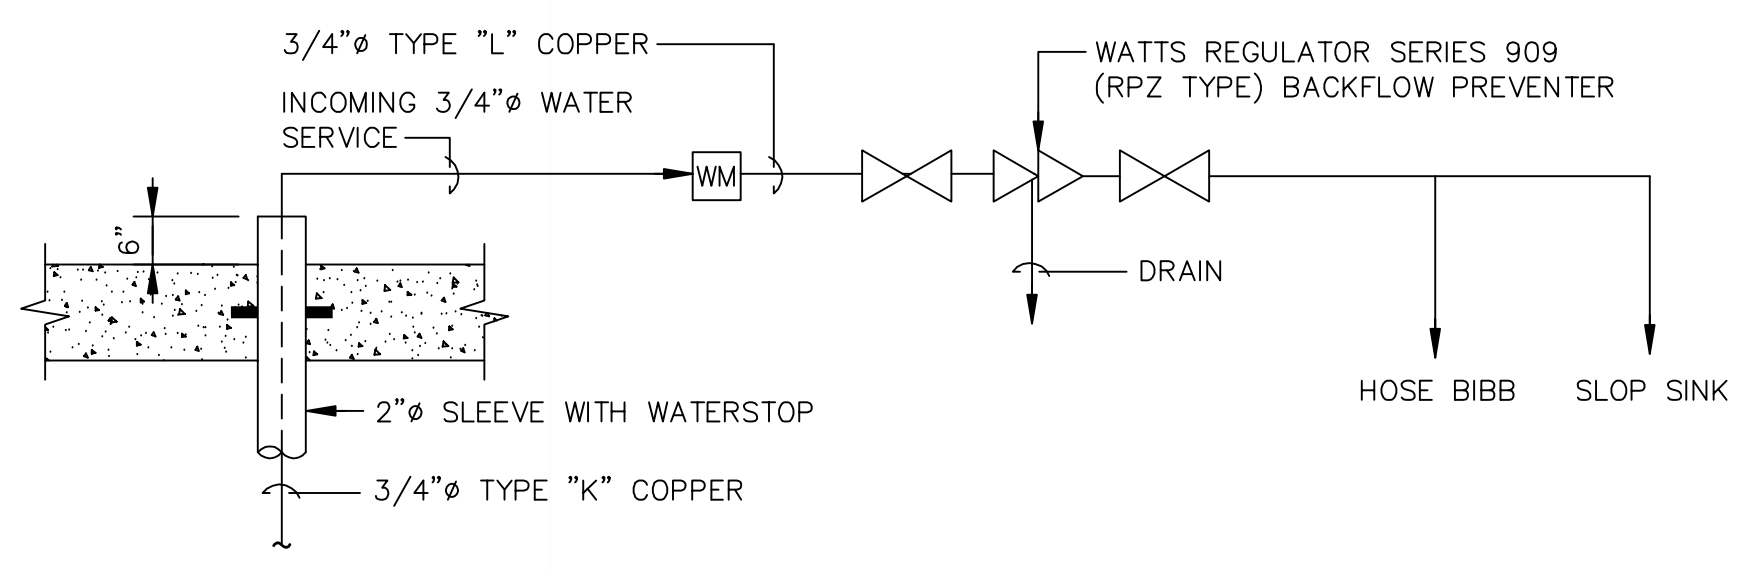 3/4"ø TYPE "L" COPPER
INCOMING 3/4"ø WATER
SERVICE
WATTS REGULATOR SERIES 909
(RPZ TYPE) BACKFLOW PREVENTER
WM
6"
DRAIN
HOSE BIBB
SLOP SINK
2"ø SLEEVE WITH WATERSTOP
3/4"ø TYPE "K" COPPER